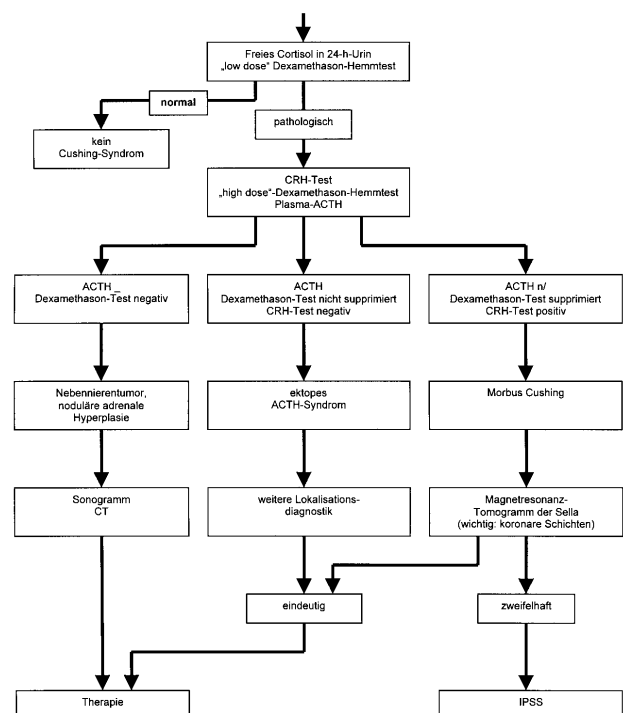 Freies Cortisol in 24-h-Urin
„low dose“ Dexamethason-Hemmtest
normal
pathologisch
kein
Cushing-Syndrom
CRH-Test
„high dose“-Dexamethason-Hemmtest
Plasma-ACTH
ACTH _
Dexamethason-Test negativ
ACTH
Dexamethason-Test nicht supprimiert
CRH-Test negativ
ACTH n/
Dexamethason-Test supprimiert
CRH-Test positiv
Nebennierentumor,
noduläre adrenale
Hyperplasie
ektopes
ACTH-Syndrom
Morbus Cushing
Sonogramm
CT
weitere Lokalisations-
diagnostik
Magnetresonanz-
Tomogramm der Sella
(wichtig: koronare Schichten)
eindeutig
zweifelhaft
Therapie
IPSS